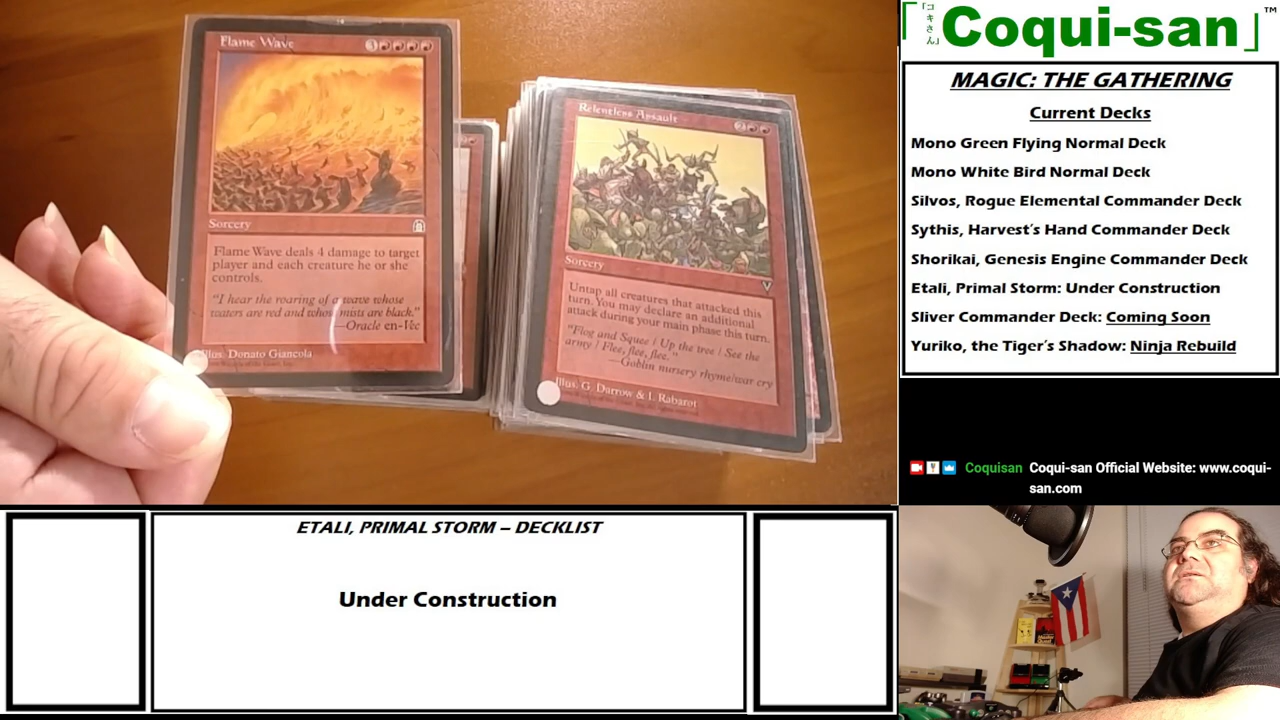 Flame Wave
Sorcery
Flame Wave deals 4 damage to target
player and each creature he or she
controls.
"I hear the roaring of a wave whose
waters are red and whose mists are black."
—Oracle en-Vec
Illus. Donato Giancola
Relentless Assault
Sorcery
Untap all creatures that attacked this
turn. You may declare an additional
attack during your main phase this turn.
"Flog and Squee / Up the tree / See the
army / Flee, flee, flee."
—Goblin nursery rhyme/war cry
Illus. G. Darrow & I. Rabarot
「コキさん」
「Coqui-san」™
MAGIC: THE GATHERING
Current Decks
Mono Green Flying Normal Deck
Mono White Bird Normal Deck
Silvos, Rogue Elemental Commander Deck
Sythis, Harvest's Hand Commander Deck
Shorikai, Genesis Engine Commander Deck
Etali, Primal Storm: Under Construction
Sliver Commander Deck: Coming Soon
Yuriko, the Tiger's Shadow: Ninja Rebuild
Coquisan Coqui-san Official Website: www.coqui-
san.com
ETALI, PRIMAL STORM – DECKLIST
Under Construction